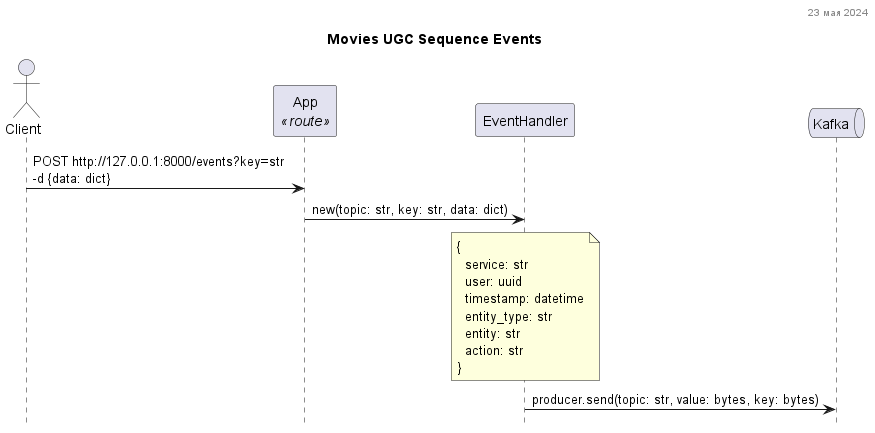 23 мая 2024
Movies UGC Sequence Events
Client
App
«route»
EventHandler
Kafka
POST http://127.0.0.1:8000/events?key=str
-d {data: dict}
new(topic: str, key: str, data: dict)
{
service: str
user: uuid
timestamp: datetime
entity_type: str
entity: str
action: str
}
producer.send(topic: str, value: bytes, key: bytes)